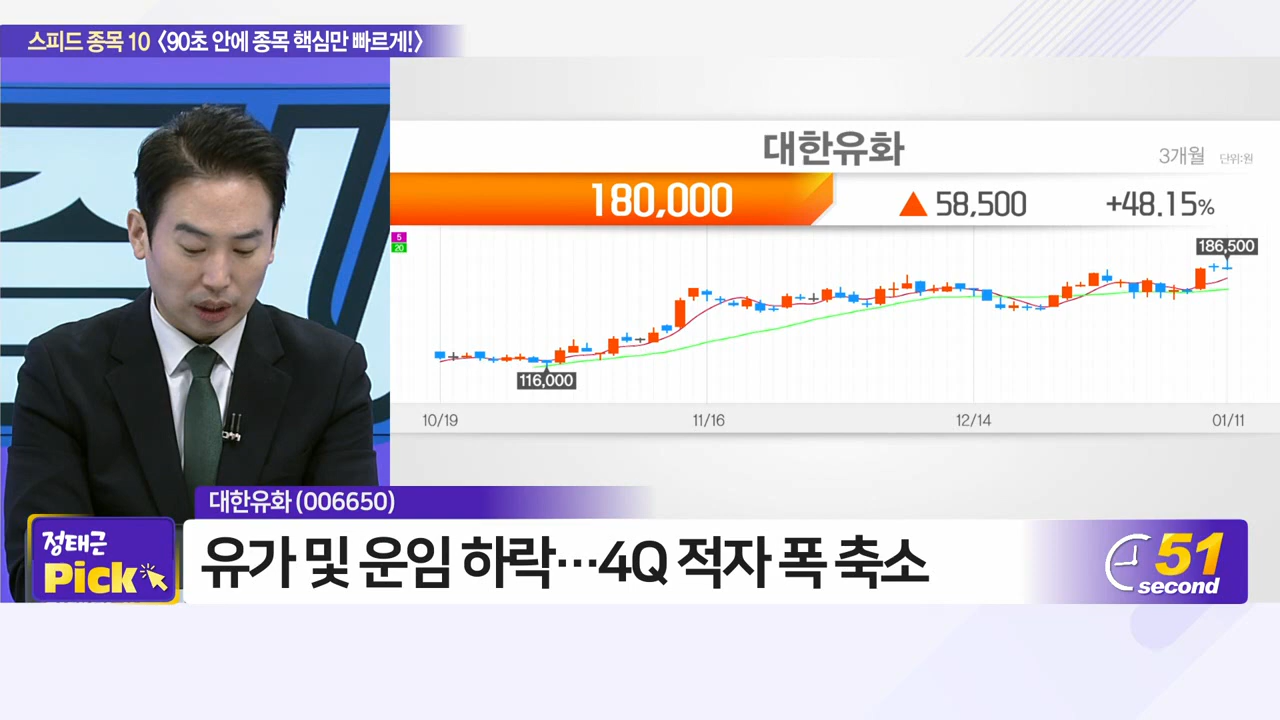 스피드 종목 10 〈90초 안에 종목 핵심만 빠르게!〉
대한유화
3개월 단위:원
180,000 ▲ 58,500 +48.15%
5
20
186,500
116,000
10/19 11/16 12/14 01/11
대한유화 (006650)
정태근
Pick
유가 및 운임 하락…4Q 적자 폭 축소
51
second